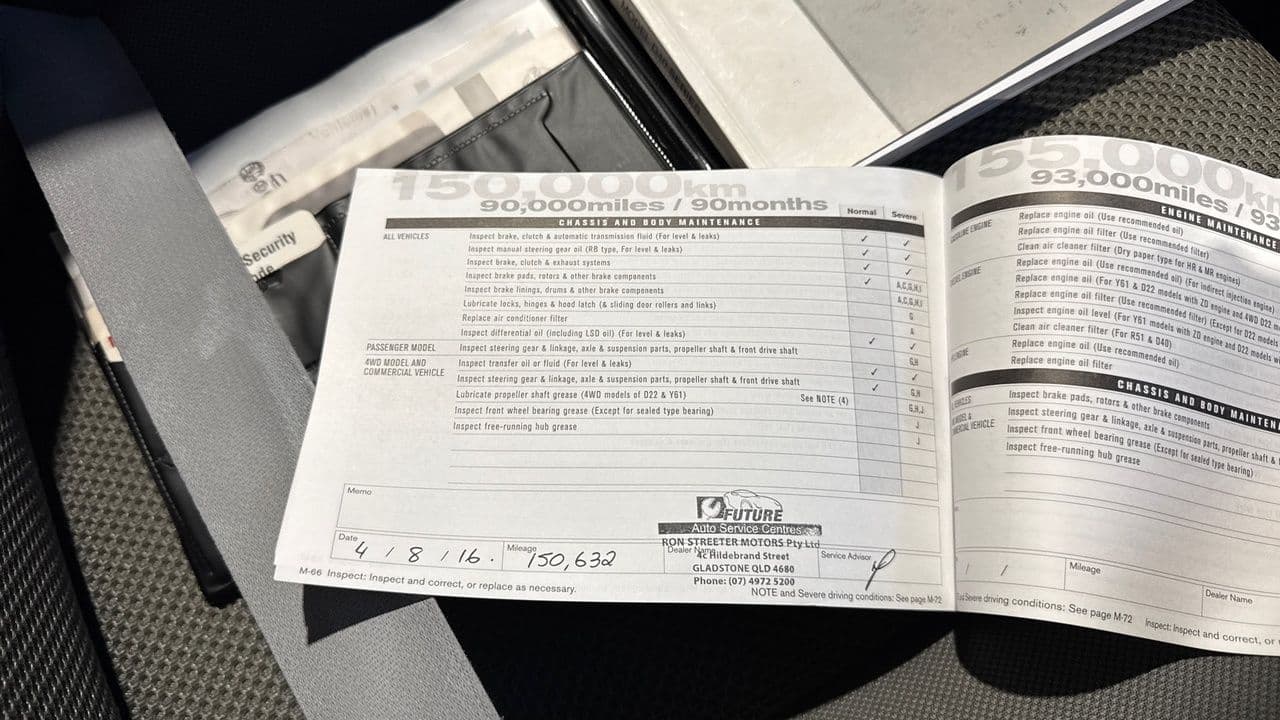 Security
150,000km
90,000miles / 90months
CHASSIS AND BODY MAINTENANCE
Normal
Severe
ALL VEHICLES
Inspect brake, clutch & automatic transmission fluid (For level & leaks) ✓ ✓
Inspect manual steering gear oil (RB type, For level & leaks) ✓ ✓
Inspect brake, clutch & exhaust systems ✓ ✓
Inspect brake pads, rotors & other brake components ✓ A,C,G,H,I
Inspect brake linings, drums & other brake components A,C,G,H,I
Lubricate locks, hinges & hood latch (& sliding door rollers and links) G
Replace air conditioner filter A
Inspect differential oil (including LSD oil) (For level & leaks) ✓ ✓
PASSENGER MODEL
Inspect steering gear & linkage, axle & suspension parts, propeller shaft & front drive shaft G,H
4WD MODEL AND
COMMERCIAL VEHICLE
Inspect transfer oil or fluid (For level & leaks) ✓ ✓
Inspect steering gear & linkage, axle & suspension parts, propeller shaft & front drive shaft ✓ G,H
Lubricate propeller shaft grease (4WD models of D22 & Y61) See NOTE (4) G,H,J
Inspect front wheel bearing grease (Except for sealed type bearing) J
Inspect free-running hub grease J
Memo
FUTURE
Auto Service Centres
RON STREETER MOTORS Pty Ltd
4c Hildebrand Street
GLADSTONE QLD 4680
Phone: (07) 4972 5200
Date
4 / 8 / 16.
Mileage
150,632
Dealer Name
Service Advisor
M-66 Inspect: Inspect and correct, or replace as necessary.
NOTE and Severe driving conditions: See page M-72
155,000k
93,000miles / 93
ENGINE MAINTENANCE
Replace engine oil (Use recommended oil)
Replace engine oil filter (Use recommended filter)
Clean air cleaner filter (Dry paper type for HR & MR engines)
Replace engine oil (Use recommended oil) (For indirect injection engine)
Replace engine oil (For Y61 & D22 models with ZD engine and 4WD D22
Replace engine oil filter (Use recommended filter) (Except for D22 models
Inspect engine oil level (For Y61 models with ZD engine and D22 models
Clean air cleaner filter (For R51 & D40)
Replace engine oil (Use recommended oil)
Replace engine oil filter
CHASSIS AND BODY MAINTEN
Inspect brake pads, rotors & other brake components
Inspect steering gear & linkage, axle & suspension parts, propeller shaft &
Inspect front wheel bearing grease (Except for sealed type bearing)
Inspect free-running hub grease
/ /
Mileage
Dealer Name
Severe driving conditions: See page M-72
Inspect: Inspect and correct, or